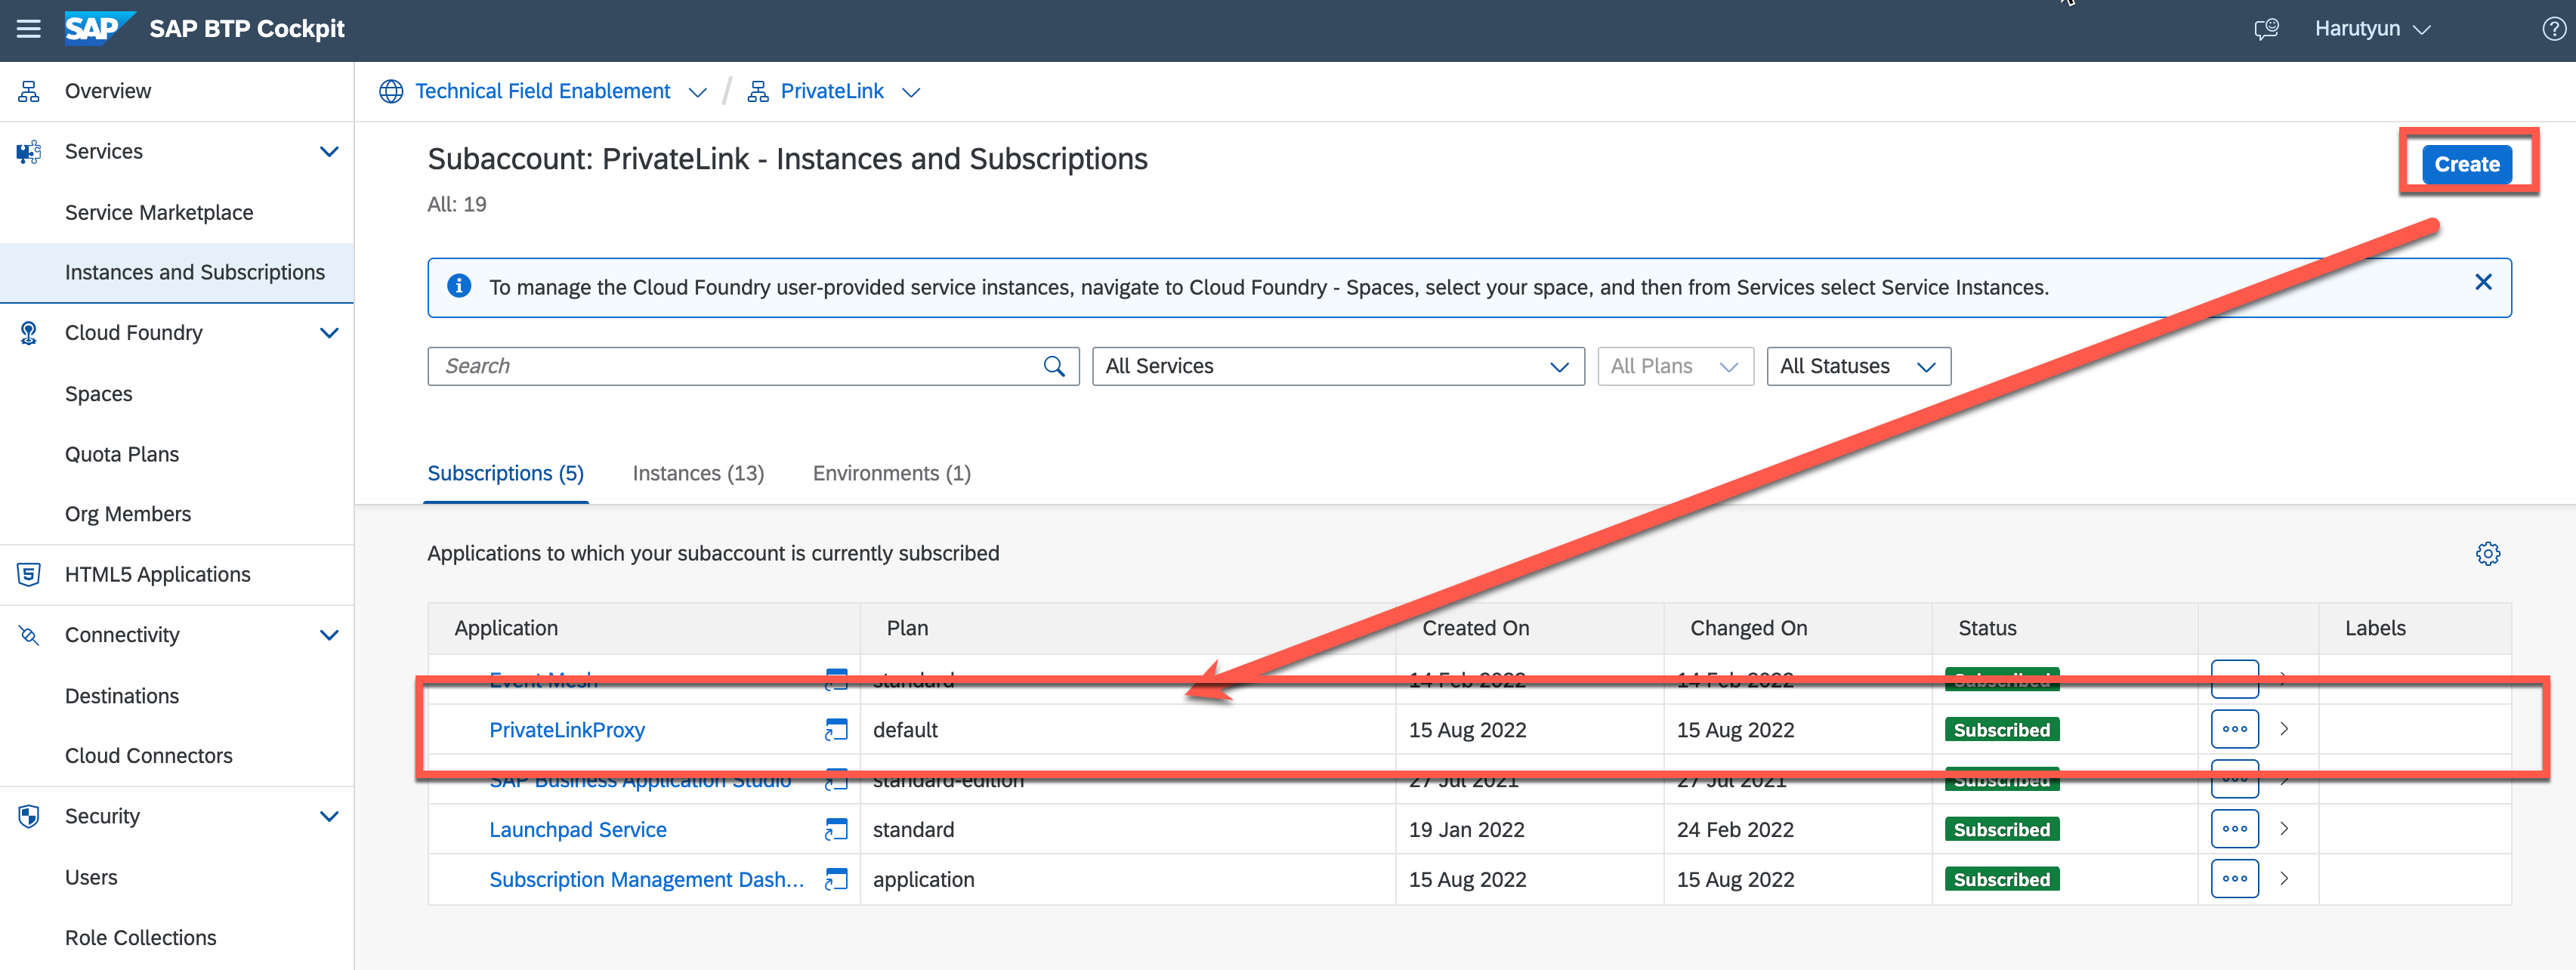 SAP SAP BTP Cockpit
Harutyun
Overview
Services
Service Marketplace
Instances and Subscriptions
Cloud Foundry
Spaces
Quota Plans
Org Members
HTML5 Applications
Connectivity
Destinations
Cloud Connectors
Security
Users
Role Collections
Technical Field Enablement / PrivateLink
Subaccount: PrivateLink - Instances and Subscriptions
Create
All: 19
To manage the Cloud Foundry user-provided service instances, navigate to Cloud Foundry - Spaces, select your space, and then from Services select Service Instances.
Search All Services All Plans All Statuses
Subscriptions (5) Instances (13) Environments (1)
Applications to which your subaccount is currently subscribed
Application Plan Created On Changed On Status Labels
Event Mesh standard 14 Feb 2022 14 Feb 2022 Subscribed
PrivateLinkProxy default 15 Aug 2022 15 Aug 2022 Subscribed
SAP Business Application Studio standard-edition 27 Jul 2021 27 Jul 2021 Subscribed
Launchpad Service standard 19 Jan 2022 24 Feb 2022 Subscribed
Subscription Management Dash... application 15 Aug 2022 15 Aug 2022 Subscribed